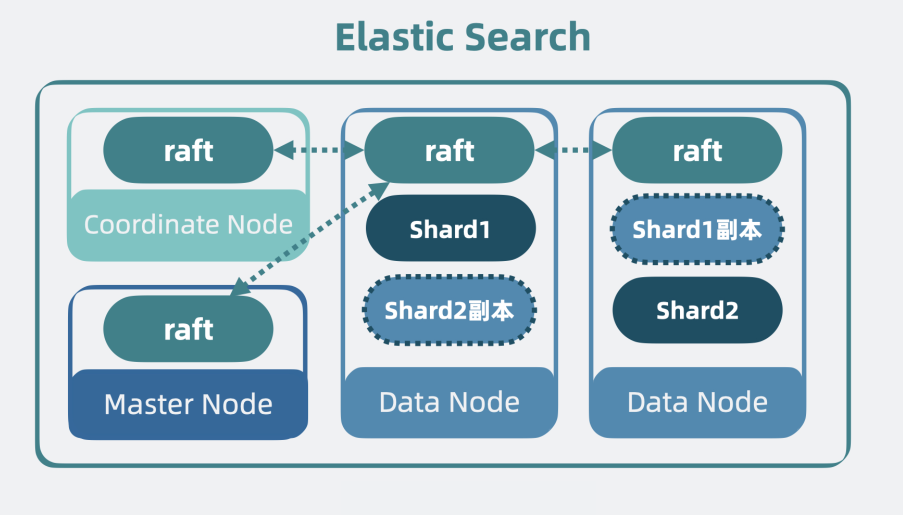 Elastic Search
raft
Coordinate Node
raft
Master Node
raft
Shard1
Shard2副本
Data Node
raft
Shard1副本
Shard2
Data Node